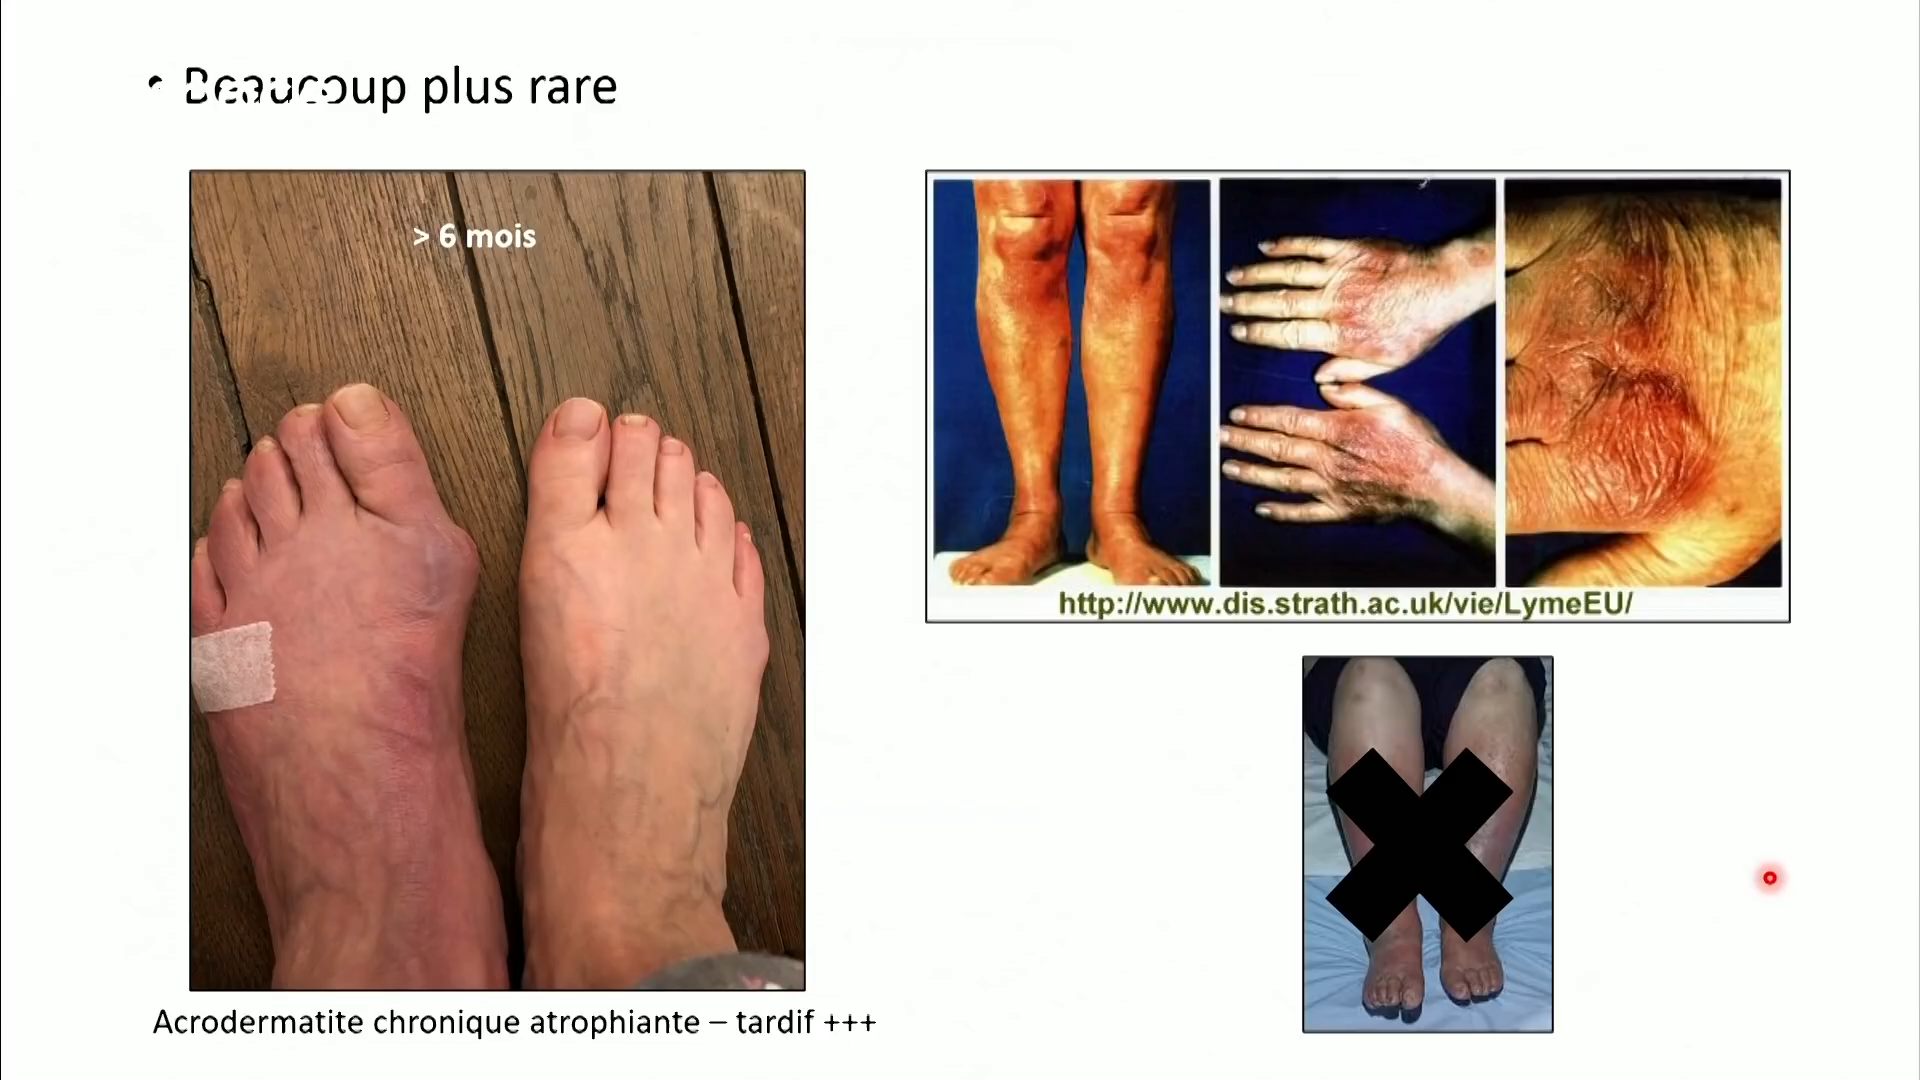 • Beaucoup plus rare
> 6 mois
http://www.dis.strath.ac.uk/vie/LymeEU/
Acrodermatite chronique atrophiante – tardif +++